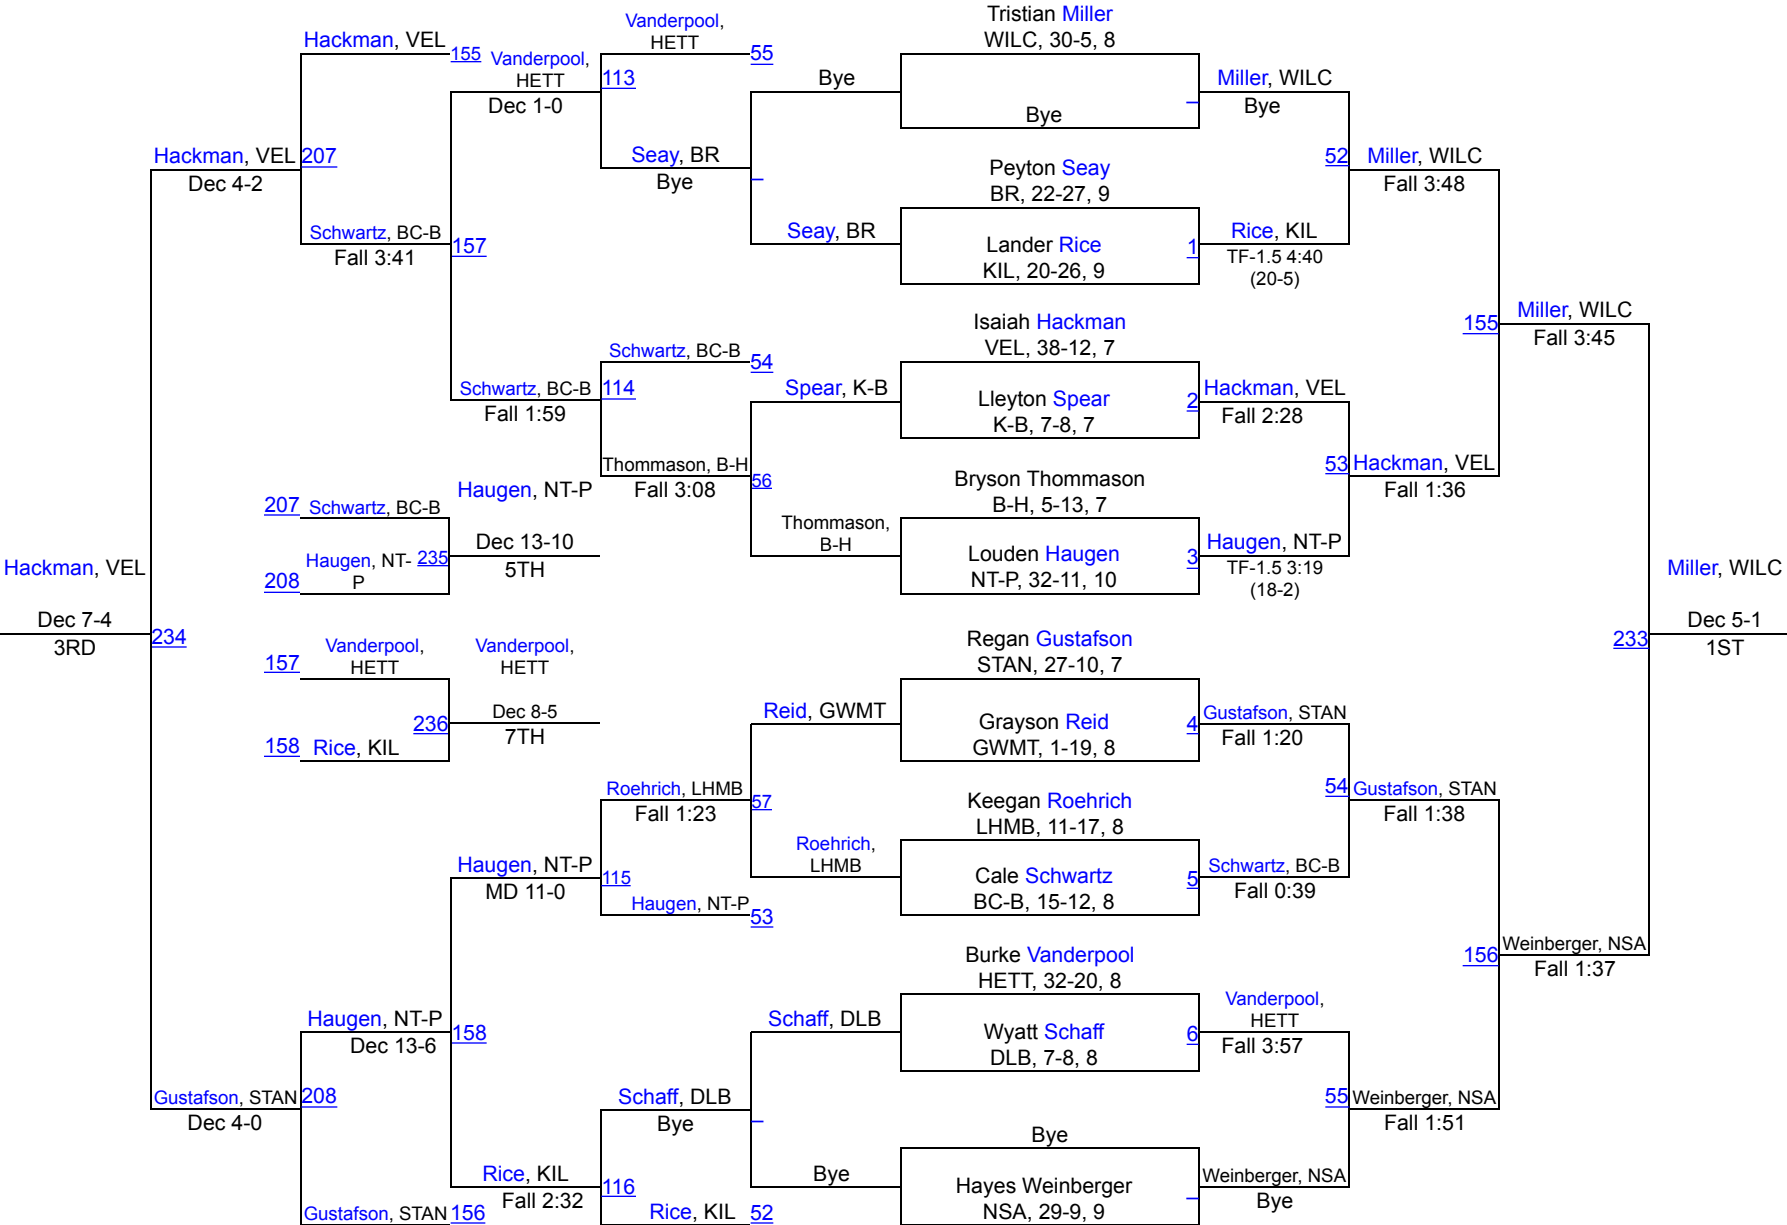 Tristian Miller
WILC, 30-5, 8
Bye
Peyton Seay
BR, 22-27, 9
Lander Rice
KIL, 20-26, 9
1
Isaiah Hackman
VEL, 38-12, 7
Lleyton Spear
K-B, 7-8, 7
2
Bryson Thommason
B-H, 5-13, 7
Louden Haugen
NT-P, 32-11, 10
3
Regan Gustafson
STAN, 27-10, 7
Grayson Reid
GWMT, 1-19, 8
4
Keegan Roehrich
LHMB, 11-17, 8
Cale Schwartz
BC-B, 15-12, 8
5
Burke Vanderpool
HETT, 32-20, 8
Wyatt Schaff
DLB, 7-8, 8
6
Bye
Hayes Weinberger
NSA, 29-9, 9
Miller, WILC
Bye
52
Rice, KIL
TF-1.5 4:40
(20-5)
Hackman, VEL
Fall 2:28
53
Haugen, NT-P
TF-1.5 3:19
(18-2)
Gustafson, STAN
Fall 1:20
54
Schwartz, BC-B
Fall 0:39
Vanderpool,
HETT
Fall 3:57
55
Weinberger, NSA
Bye
Miller, WILC
Fall 3:48
155
Hackman, VEL
Fall 1:36
Gustafson, STAN
Fall 1:38
156
Weinberger, NSA
Fall 1:51
Miller, WILC
Fall 3:45
233
Weinberger, NSA
Fall 1:37
Miller, WILC
Dec 5-1
1ST
Bye
Seay, BR
Spear, K-B
56
Thommason,
B-H
Reid, GWMT
57
Roehrich,
LHMB
Schaff, DLB
Bye
Vanderpool,
HETT
55
113
Seay, BR
Bye
Schwartz, BC-B
54
114
Thommason, B-H
Fall 3:08
Roehrich, LHMB
Fall 1:23
115
Haugen, NT-P
53
Schaff, DLB
Bye
116
Rice, KIL
52
Vanderpool,
HETT
Dec 1-0
157
Schwartz, BC-B
Fall 1:59
Haugen, NT-P
MD 11-0
158
Rice, KIL
Fall 2:32
Hackman, VEL
155
207
Schwartz, BC-B
Fall 3:41
Haugen, NT-P
Dec 13-6
208
Gustafson, STAN
156
Hackman, VEL
Dec 4-2
234
Gustafson, STAN
Dec 4-0
Hackman, VEL
Dec 7-4
3RD
207
Schwartz, BC-B
208
Haugen, NT-
P
235
Haugen, NT-P
Dec 13-10
5TH
157
Vanderpool,
HETT
158
Rice, KIL
236
Vanderpool,
HETT
Dec 8-5
7TH